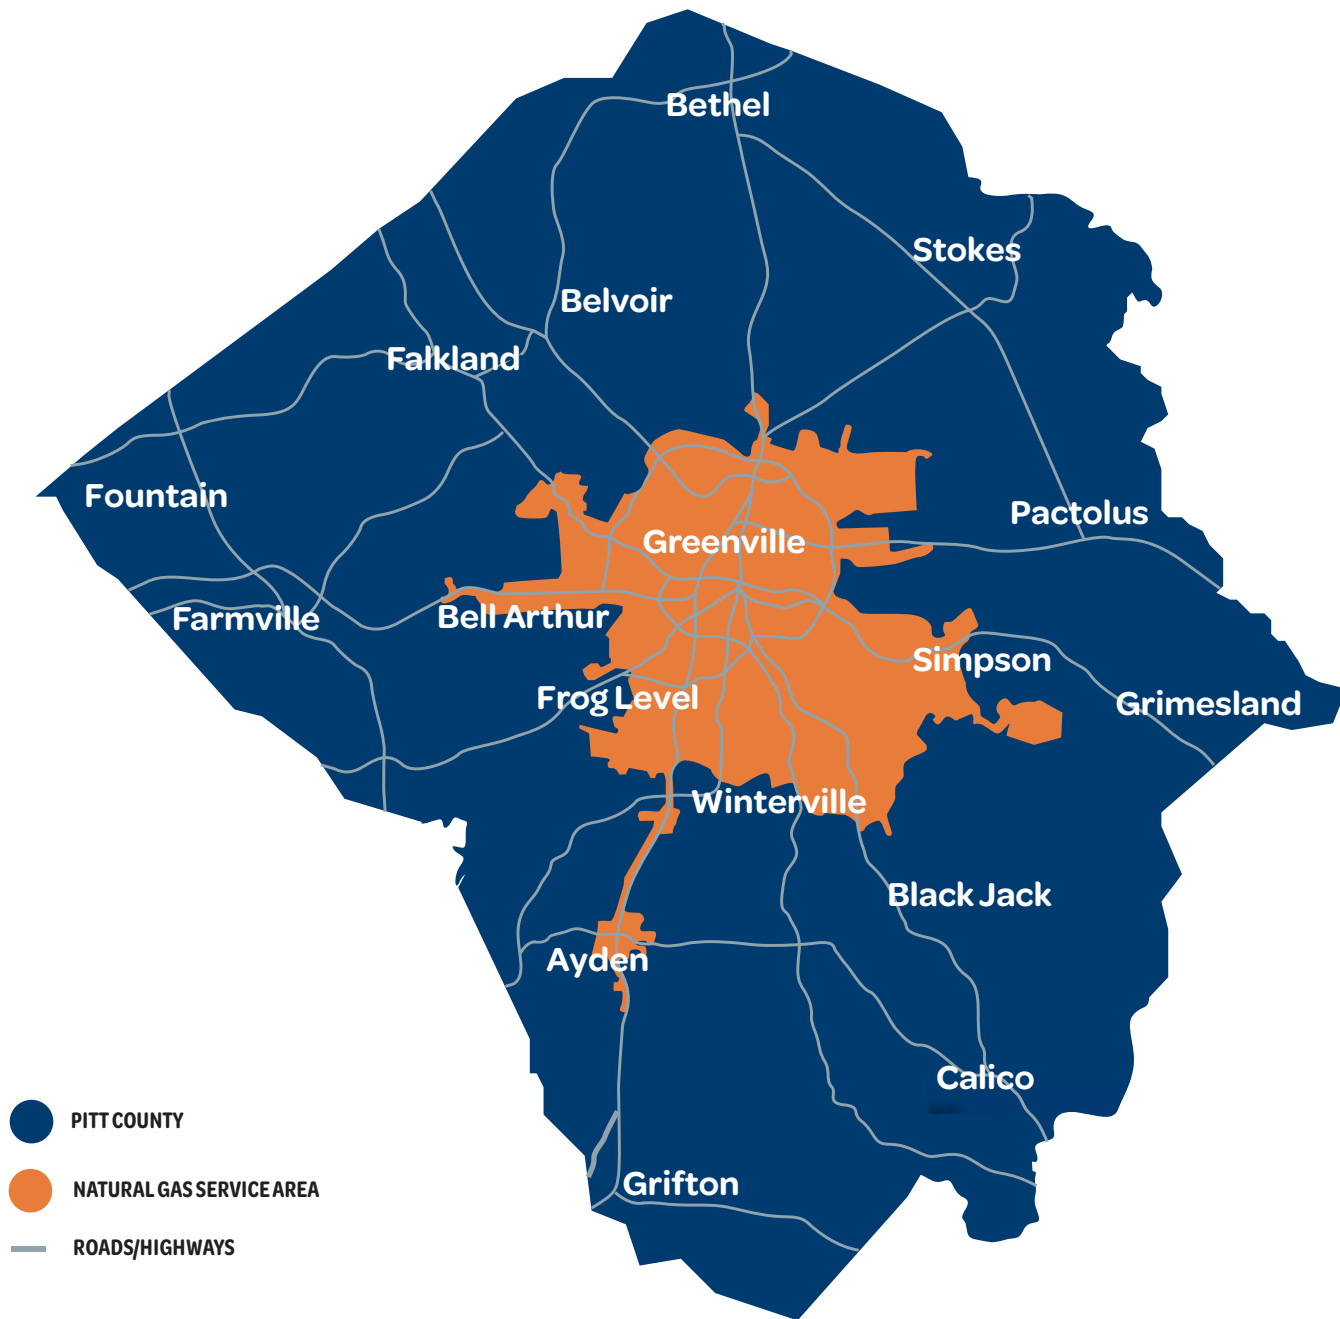 Bethel
Stokes
Belvoir
Falkland
Fountain
Pactolus
Greenville
Farmville
Bell Arthur
Simpson
Frog Level
Grimesland
Winterville
Black Jack
Ayden
Calico
PITT COUNTY
Grifton
NATURAL GAS SERVICE AREA
ROADS/HIGHWAYS